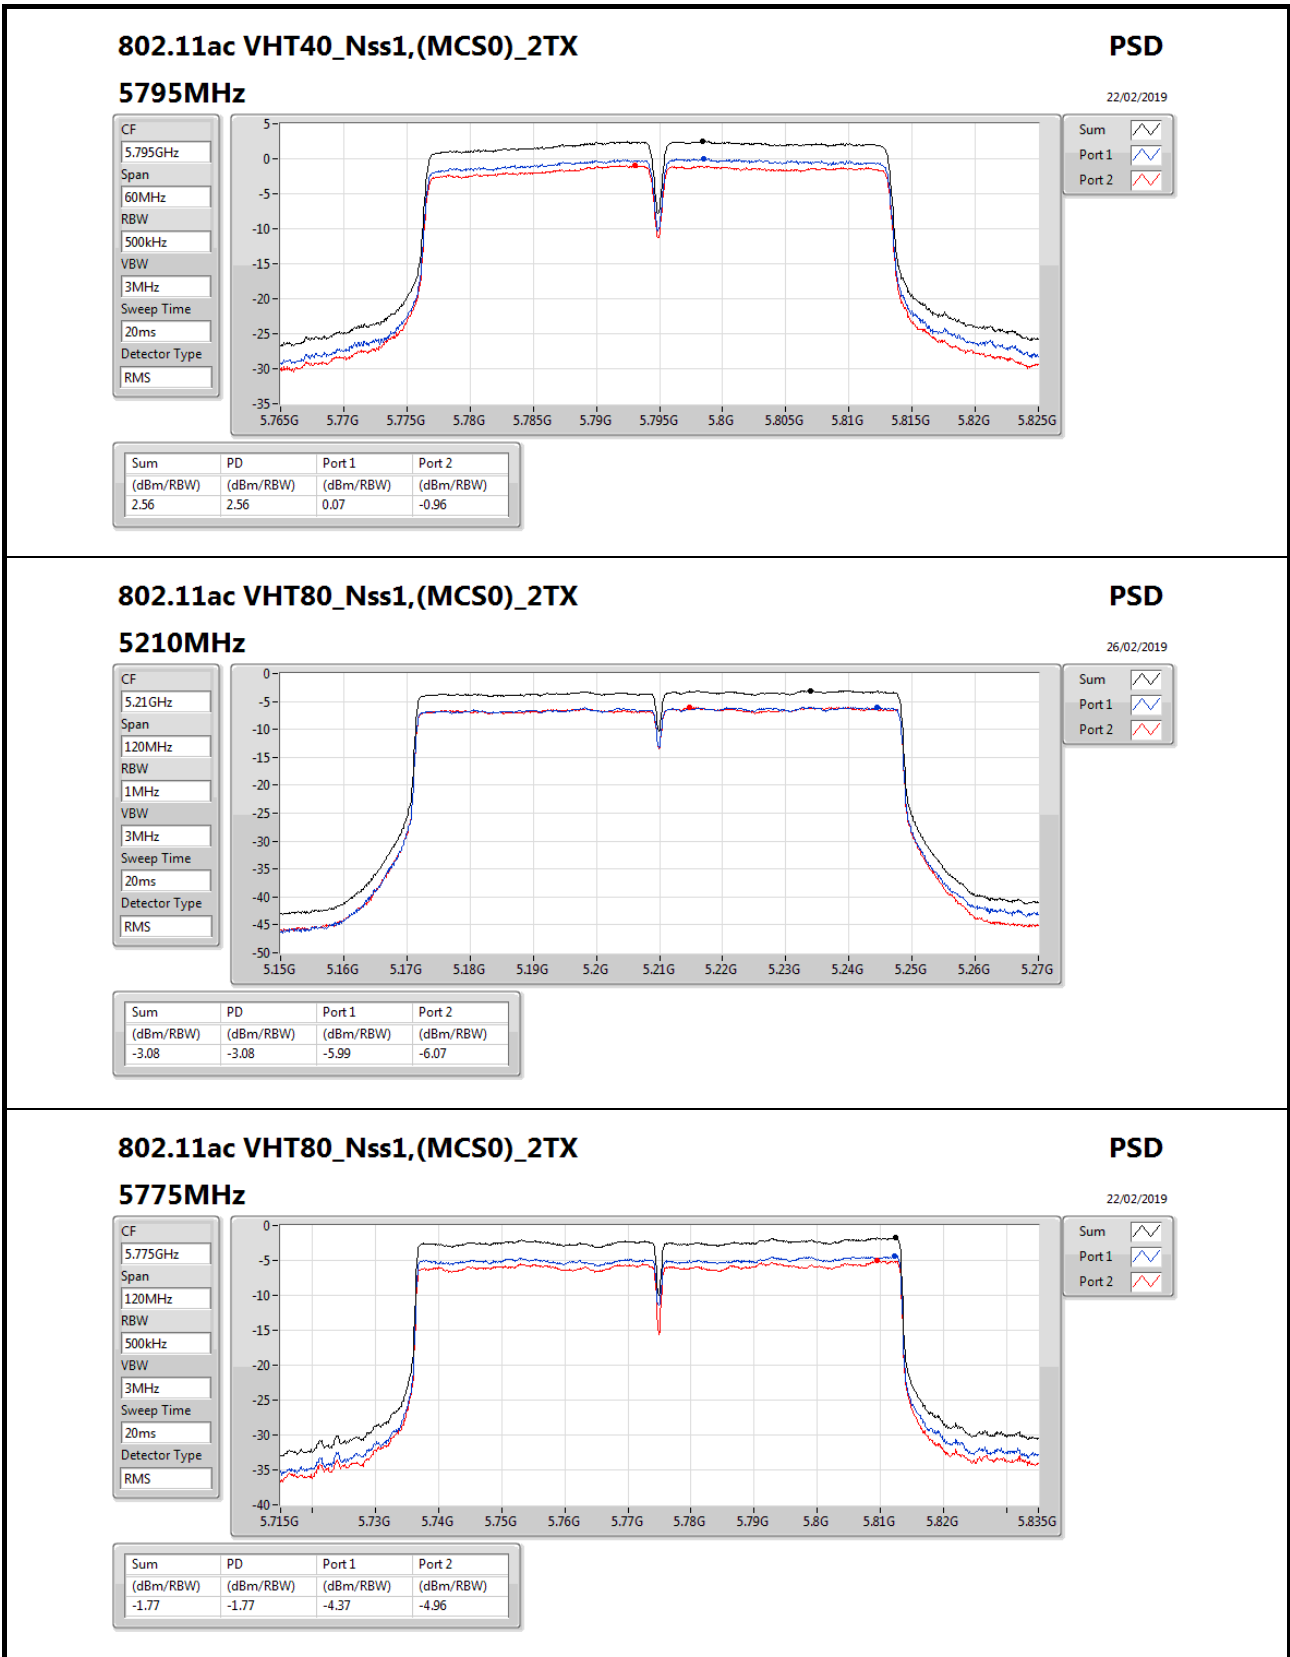 802.11ac VHT40_Nss1,(MCS0)_2TX PSD
5795MHz 22/02/2019
CF
5.795GHz
Span
60MHz
RBW
500kHz
VBW
3MHz
Sweep Time
20ms
Detector Type
RMS
5
0
-5
-10
-15
-20
-25
-30
-35
5.765G 5.77G 5.775G 5.78G 5.785G 5.79G 5.795G 5.8G 5.805G 5.81G 5.815G 5.82G 5.825G
Sum
Port 1
Port 2
Sum PD Port 1 Port 2
(dBm/RBW) (dBm/RBW) (dBm/RBW) (dBm/RBW)
2.56 2.56 0.07 -0.96
802.11ac VHT80_Nss1,(MCS0)_2TX PSD
5210MHz 26/02/2019
CF
5.21GHz
Span
120MHz
RBW
1MHz
VBW
3MHz
Sweep Time
20ms
Detector Type
RMS
0
-5
-10
-15
-20
-25
-30
-35
-40
-45
-50
5.15G 5.16G 5.17G 5.18G 5.19G 5.2G 5.21G 5.22G 5.23G 5.24G 5.25G 5.26G 5.27G
Sum
Port 1
Port 2
Sum PD Port 1 Port 2
(dBm/RBW) (dBm/RBW) (dBm/RBW) (dBm/RBW)
-3.08 -3.08 -5.99 -6.07
802.11ac VHT80_Nss1,(MCS0)_2TX PSD
5775MHz 22/02/2019
CF
5.775GHz
Span
120MHz
RBW
500kHz
VBW
3MHz
Sweep Time
20ms
Detector Type
RMS
0
-5
-10
-15
-20
-25
-30
-35
-40
5.715G 5.73G 5.74G 5.75G 5.76G 5.77G 5.78G 5.79G 5.8G 5.81G 5.82G 5.835G
Sum
Port 1
Port 2
Sum PD Port 1 Port 2
(dBm/RBW) (dBm/RBW) (dBm/RBW) (dBm/RBW)
-1.77 -1.77 -4.37 -4.96